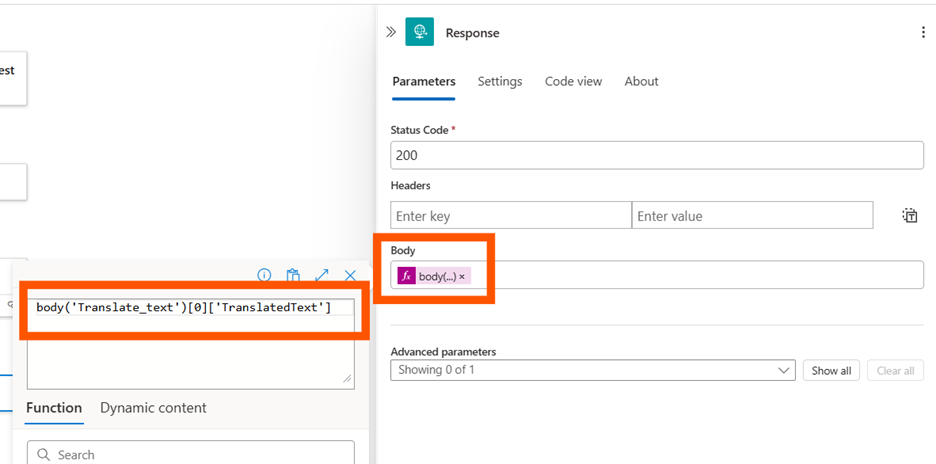 est
Response
Parameters Settings Code view About
Status Code *
200
Headers
Enter key Enter value
Body
fx body(...) ×
body('Translate_text')[0]['TranslatedText']
Advanced parameters
Showing 0 of 1 Show all Clear all
Function Dynamic content
Search